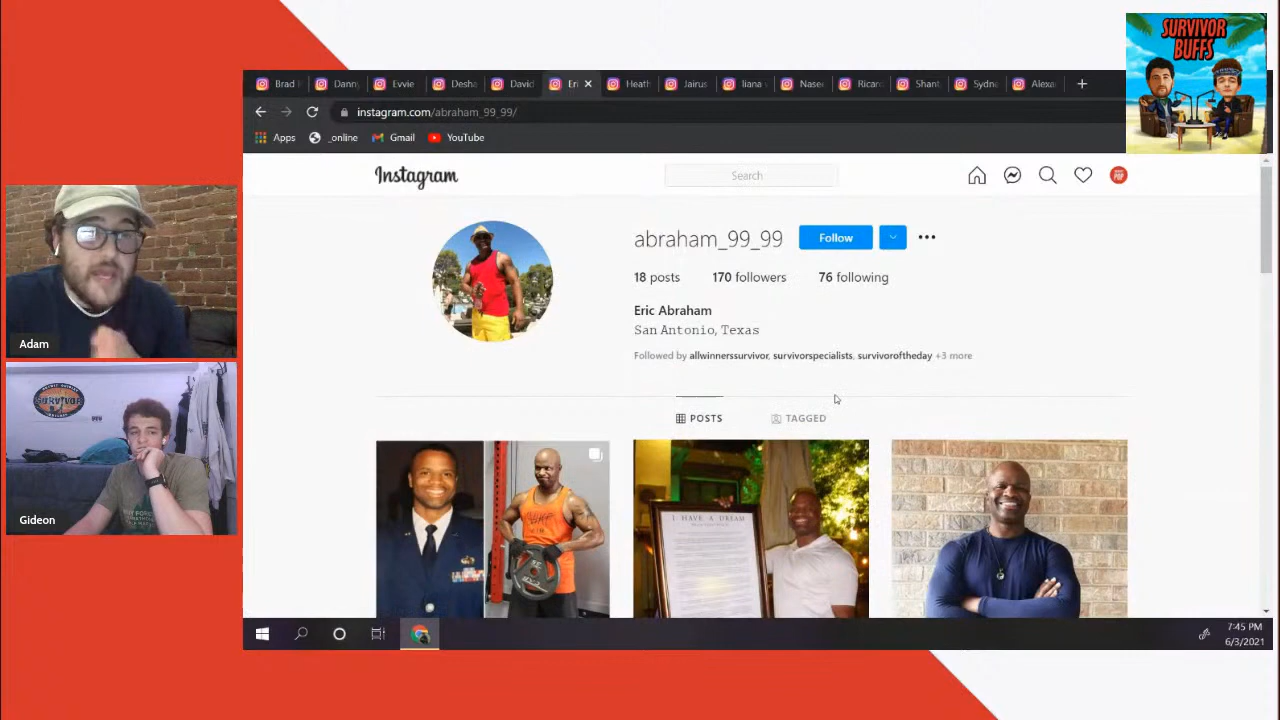 SURVIVOR
BUFFS
Brad
Danny
Evvie
Desha
David
Eri
Heath
Jairus
liana
Nasee
Ricard
Shant
Sydne
Alexa
instagram.com/abraham_99_99/
Apps
_online
Gmail
YouTube
Instagram
Search
abraham_99_99
Follow
18 posts
170 followers
76 following
Eric Abraham
San Antonio, Texas
Followed by allwinnerssurvivor, survivorspecialists, survivoroftheday +3 more
POSTS
TAGGED
I HAVE A DREAM
Adam
SURVIVOR
Gideon
7:45 PM
6/3/2021